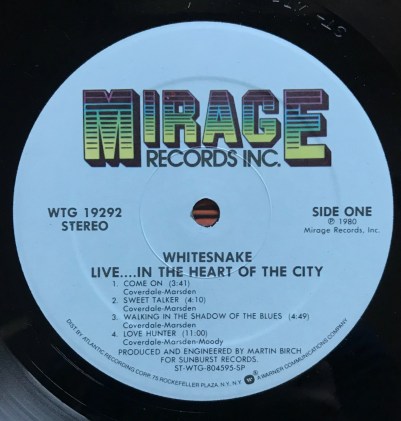 MIRAGE
RECORDS INC.
WTG 19292
STEREO
SIDE ONE
℗ 1980
Mirage Records, Inc.
WHITESNAKE
LIVE....IN THE HEART OF THE CITY
1. COME ON (3:41)
Coverdale-Marsden
2. SWEET TALKER (4:10)
Coverdale-Marsden
3. WALKING IN THE SHADOW OF THE BLUES (4:49)
Coverdale-Marsden
4. LOVE HUNTER (11:00)
Coverdale-Marsden-Moody
PRODUCED AND ENGINEERED BY MARTIN BIRCH
FOR SUNBURST RECORDS.
ST-WTG-804595-SP
DIST. BY ATLANTIC RECORDING CORP. 75 ROCKEFELLER PLAZA, N.Y., N.Y. A WARNER COMMUNICATIONS COMPANY